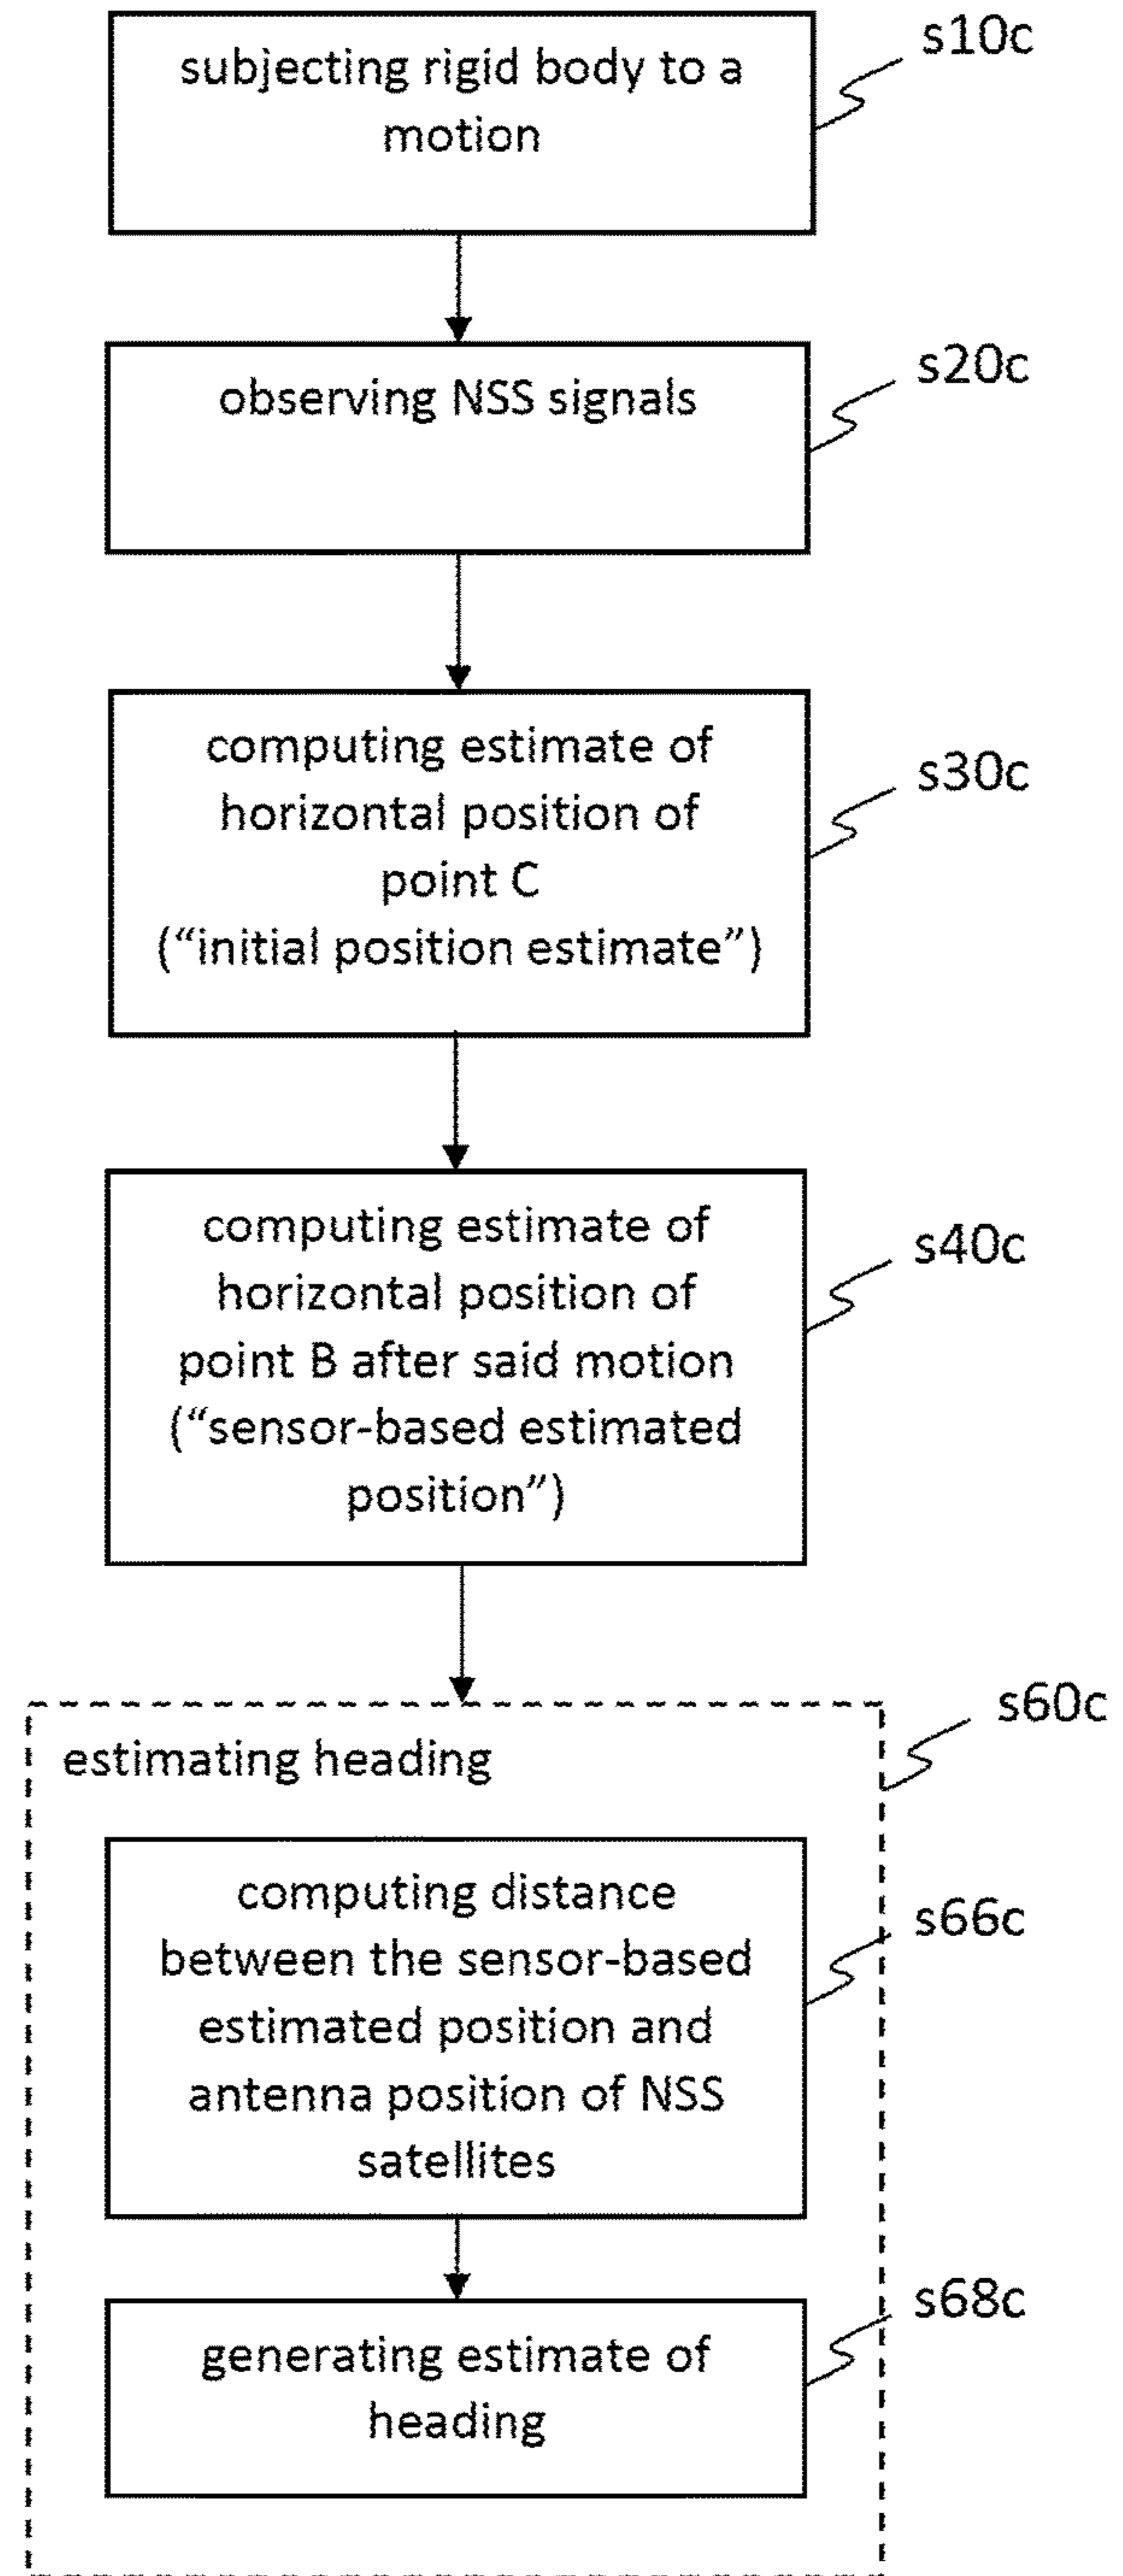 subjecting rigid body to a
motion
s10c
observing NSS signals
s20c
computing estimate of
horizontal position of
point C
(“initial position estimate”)
s30c
computing estimate of
horizontal position of
point B after said motion
(“sensor-based estimated
position”)
s40c
estimating heading
s60c
computing distance
between the sensor-based
estimated position and
antenna position of NSS
satellites
s66c
generating estimate of
heading
s68c